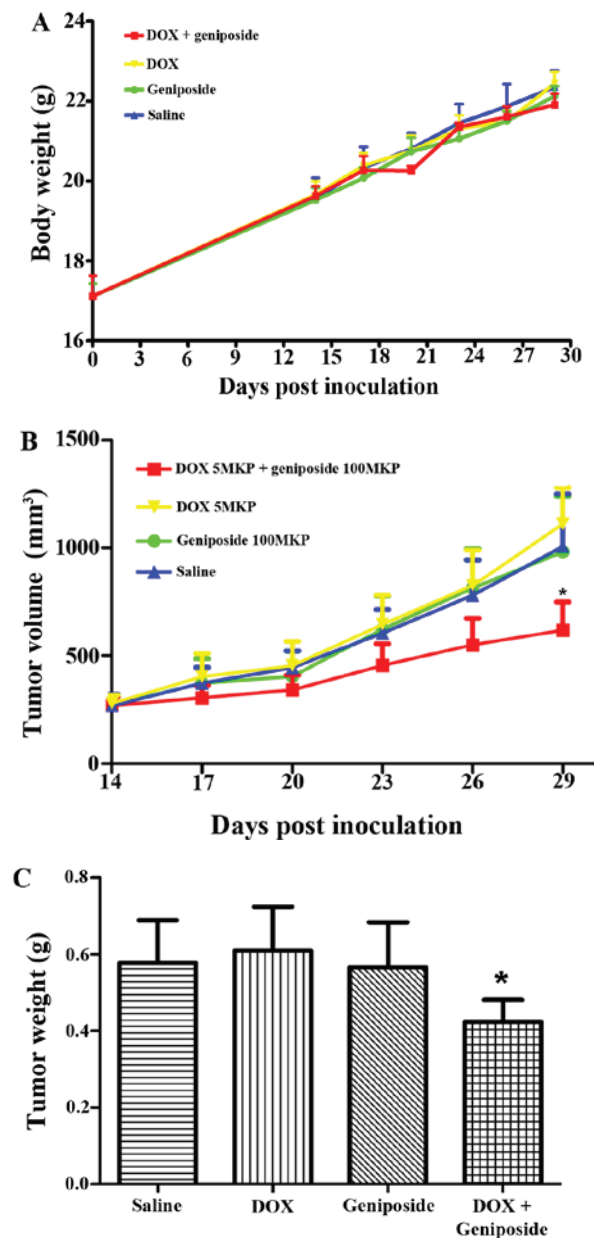 A
DOX + geniposide
DOX
Geniposide
Saline
Body weight (g)
24
22
20
18
16
0 3 6 9 12 15 18 21 24 27 30
Days post inoculation
B
DOX 5MKP + geniposide 100MKP
DOX 5MKP
Geniposide 100MKP
Saline
Tumor volume (mm³)
1500
1000
500
0
*
14 17 20 23 26 29
Days post inoculation
C
Tumor weight (g)
0.8
0.6
0.4
0.2
0.0
*
Saline DOX Geniposide DOX +
Geniposide